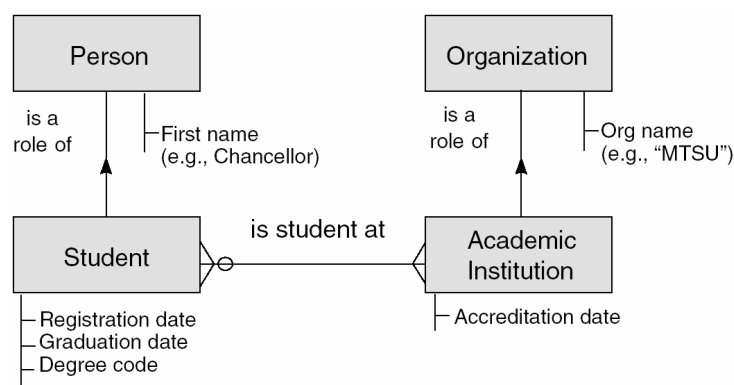 Person
Organization
is a
role of
First name
(e.g., Chancellor)
is a
role of
Org name
(e.g., “MTSU”)
Student
is student at
Academic
Institution
Registration date
Graduation date
Degree code
Accreditation date